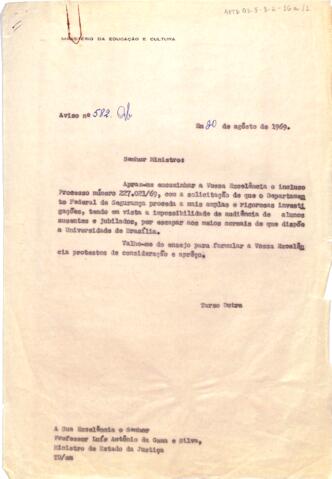 MINISTÉRIO DA EDUCAÇÃO E CULTURA
Aviso nº 582
Em 20 de agôsto de 1969.
Senhor Ministro:
Apraz-me encaminhar a Vossa Excelência o incluso
Processo número 227.021/69, com a solicitação de que o Departamen
to Federal de Segurança proceda a mais amplas e rigorosas investi
gações, tendo em vista a impossibilidade de audiência de alunos
ausentes e jubilados, por escapar aos meios normais de que dispõe
a Universidade de Brasília.
Valho-me do ensejo para formular a Vossa Excelên
cia protestos de consideração e aprêço.
Tarso Dutra
A Sua Excelência o Senhor
Professor Luís Antônio da Gama e Silva,
Ministro de Estado da Justiça